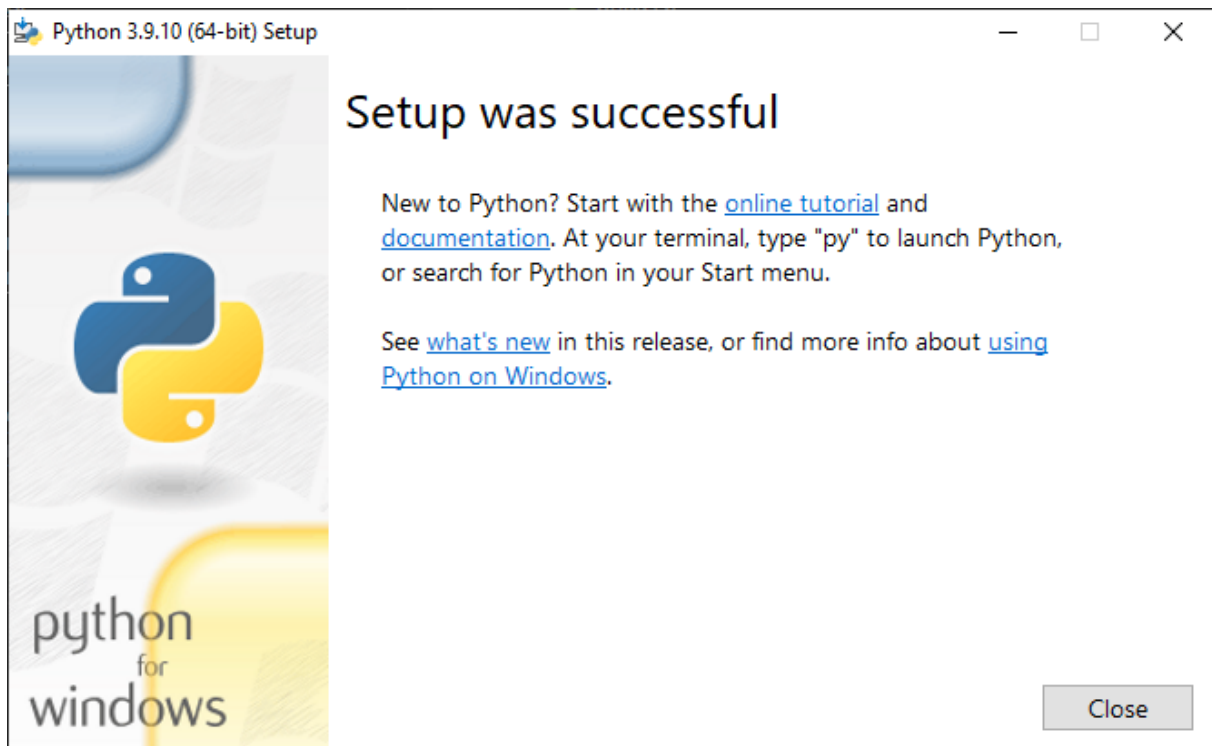 Python 3.9.10 (64-bit) Setup
Setup was successful
New to Python? Start with the online tutorial and
documentation. At your terminal, type "py" to launch Python,
or search for Python in your Start menu.
See what's new in this release, or find more info about using
Python on Windows.
python
for
windows
Close